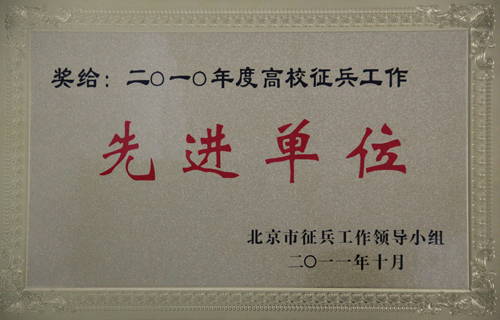 奖给：二〇一〇年度高校征兵工作
先进单位
北京市征兵工作领导小组
二〇一一年十月